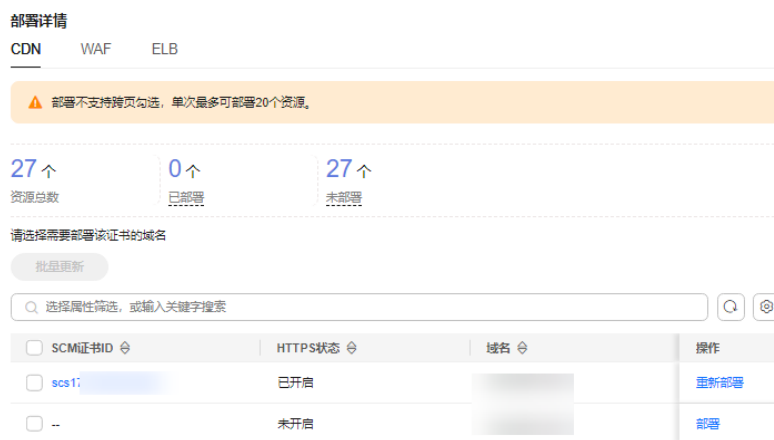 部署详情
CDN WAF ELB
部署不支持跨页勾选，单次最多可部署20个资源。
27 个 0 个 27 个
资源总数 已部署 未部署
请选择需要部署该证书的域名
批量更新
选择属性筛选，或输入关键字搜索
SCM证书ID HTTPS状态 域名 操作
scs17 已开启 重新部署
-- 未开启 部署